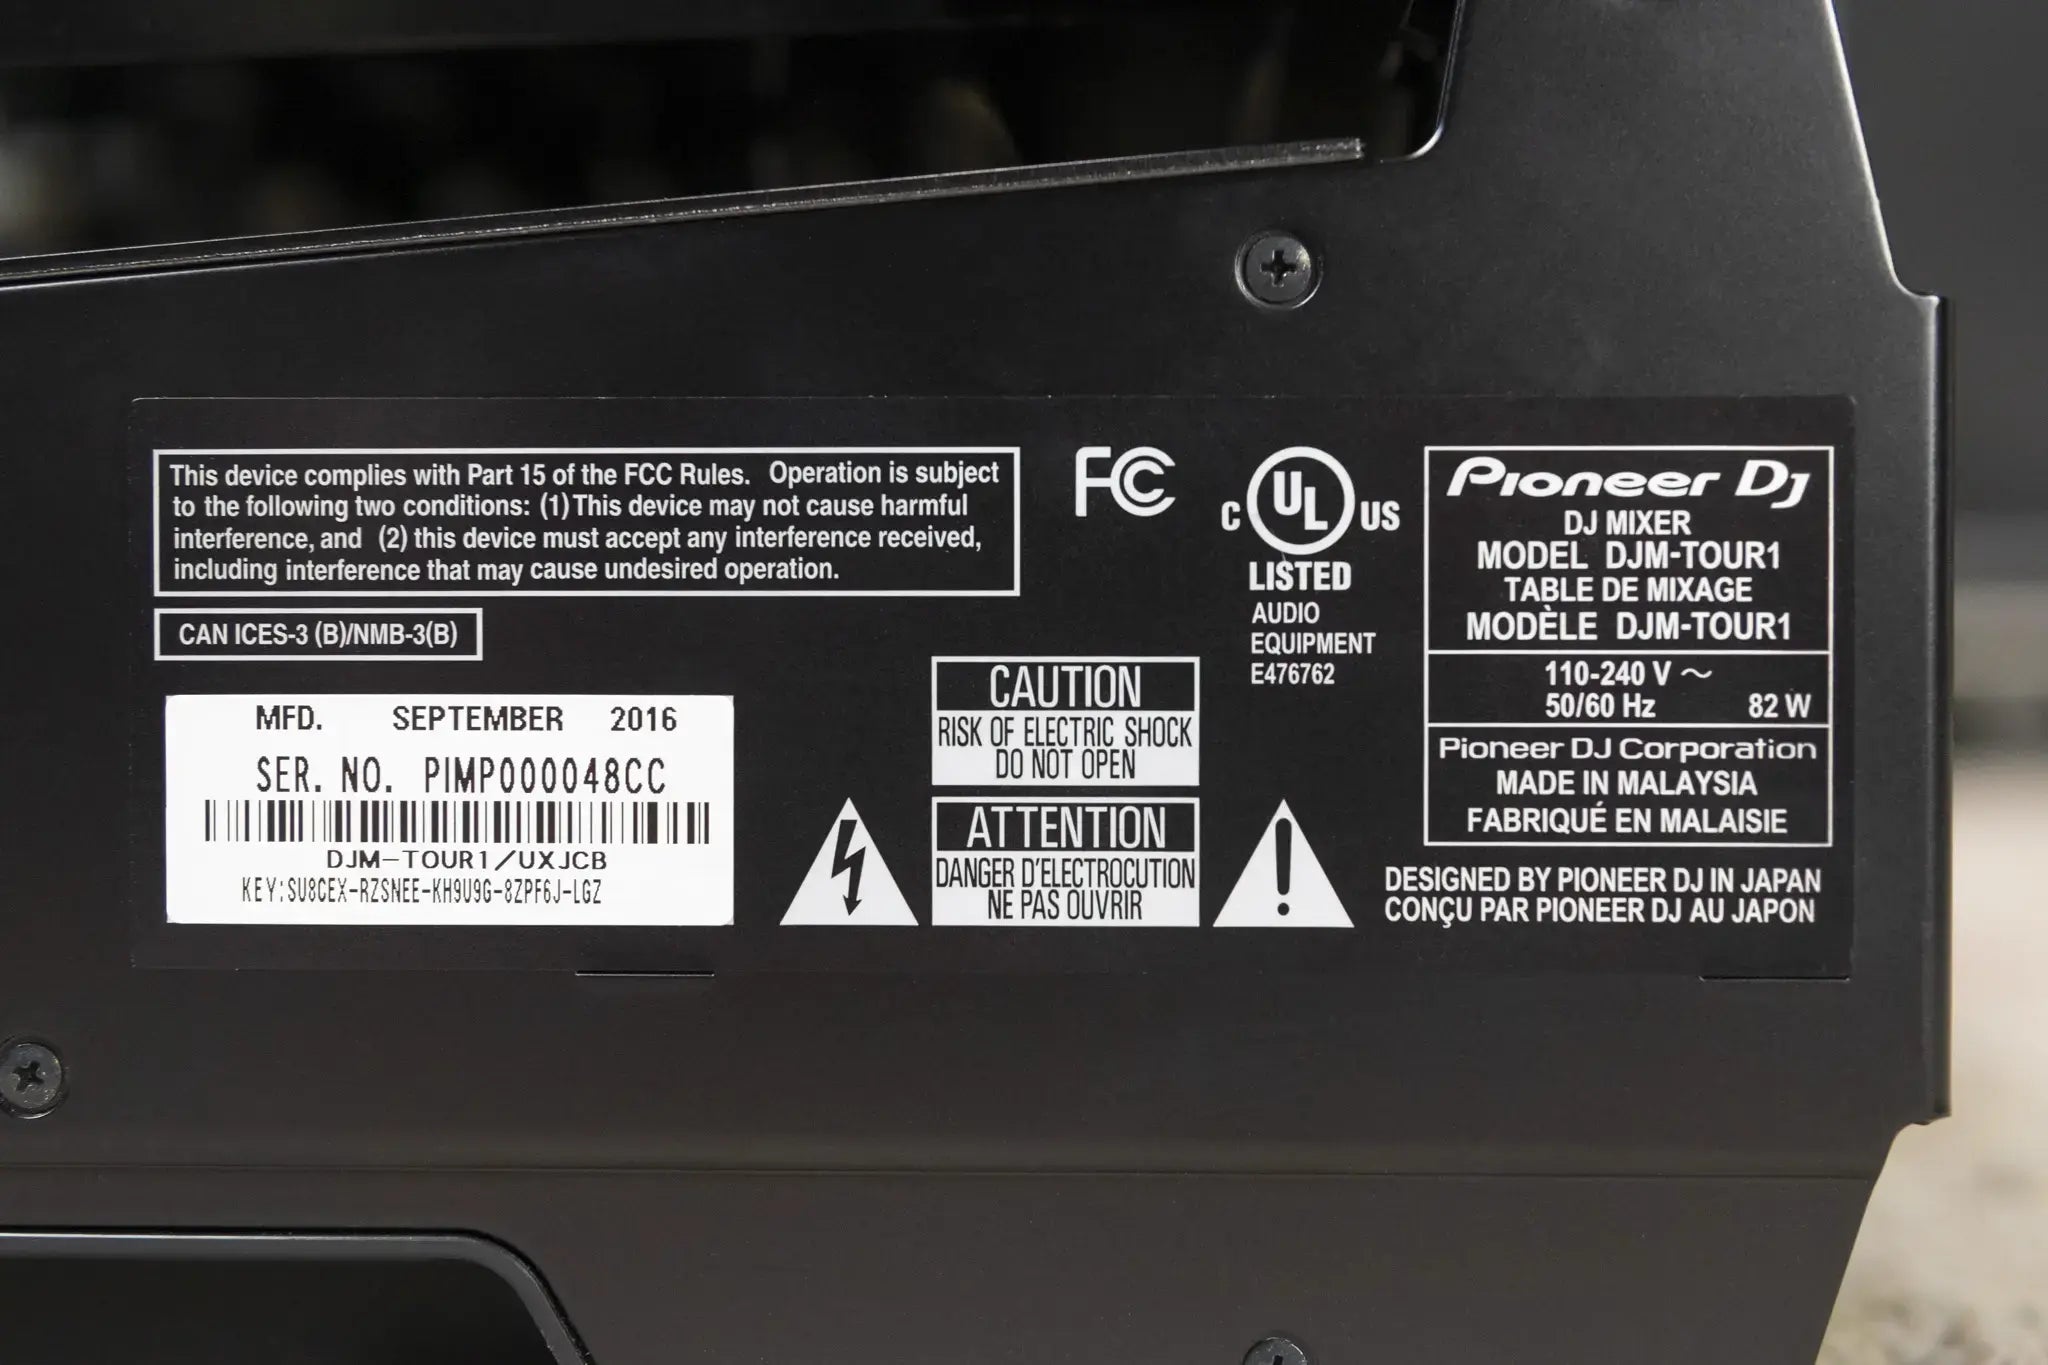 This device complies with Part 15 of the FCC Rules. Operation is subject
to the following two conditions: (1) This device may not cause harmful
interference, and (2) this device must accept any interference received,
including interference that may cause undesired operation.
CAN ICES-3 (B)/NMB-3(B)
MFD. SEPTEMBER 2016
SER. NO. PIMP000048CC
DJM-TOUR1/UXJCB
KEY:SU8CEX-RZSNEE-KH9U9G-8ZPF6J-LGZ
FC
C UL US
LISTED
AUDIO
EQUIPMENT
E476762
CAUTION
RISK OF ELECTRIC SHOCK
DO NOT OPEN
ATTENTION
DANGER D'ELECTROCUTION
NE PAS OUVRIR
Pioneer Dj
DJ MIXER
MODEL DJM-TOUR1
TABLE DE MIXAGE
MODÈLE DJM-TOUR1
110-240 V ~
50/60 Hz 82 W
Pioneer DJ Corporation
MADE IN MALAYSIA
FABRIQUÉ EN MALAISIE
DESIGNED BY PIONEER DJ IN JAPAN
CONÇU PAR PIONEER DJ AU JAPON